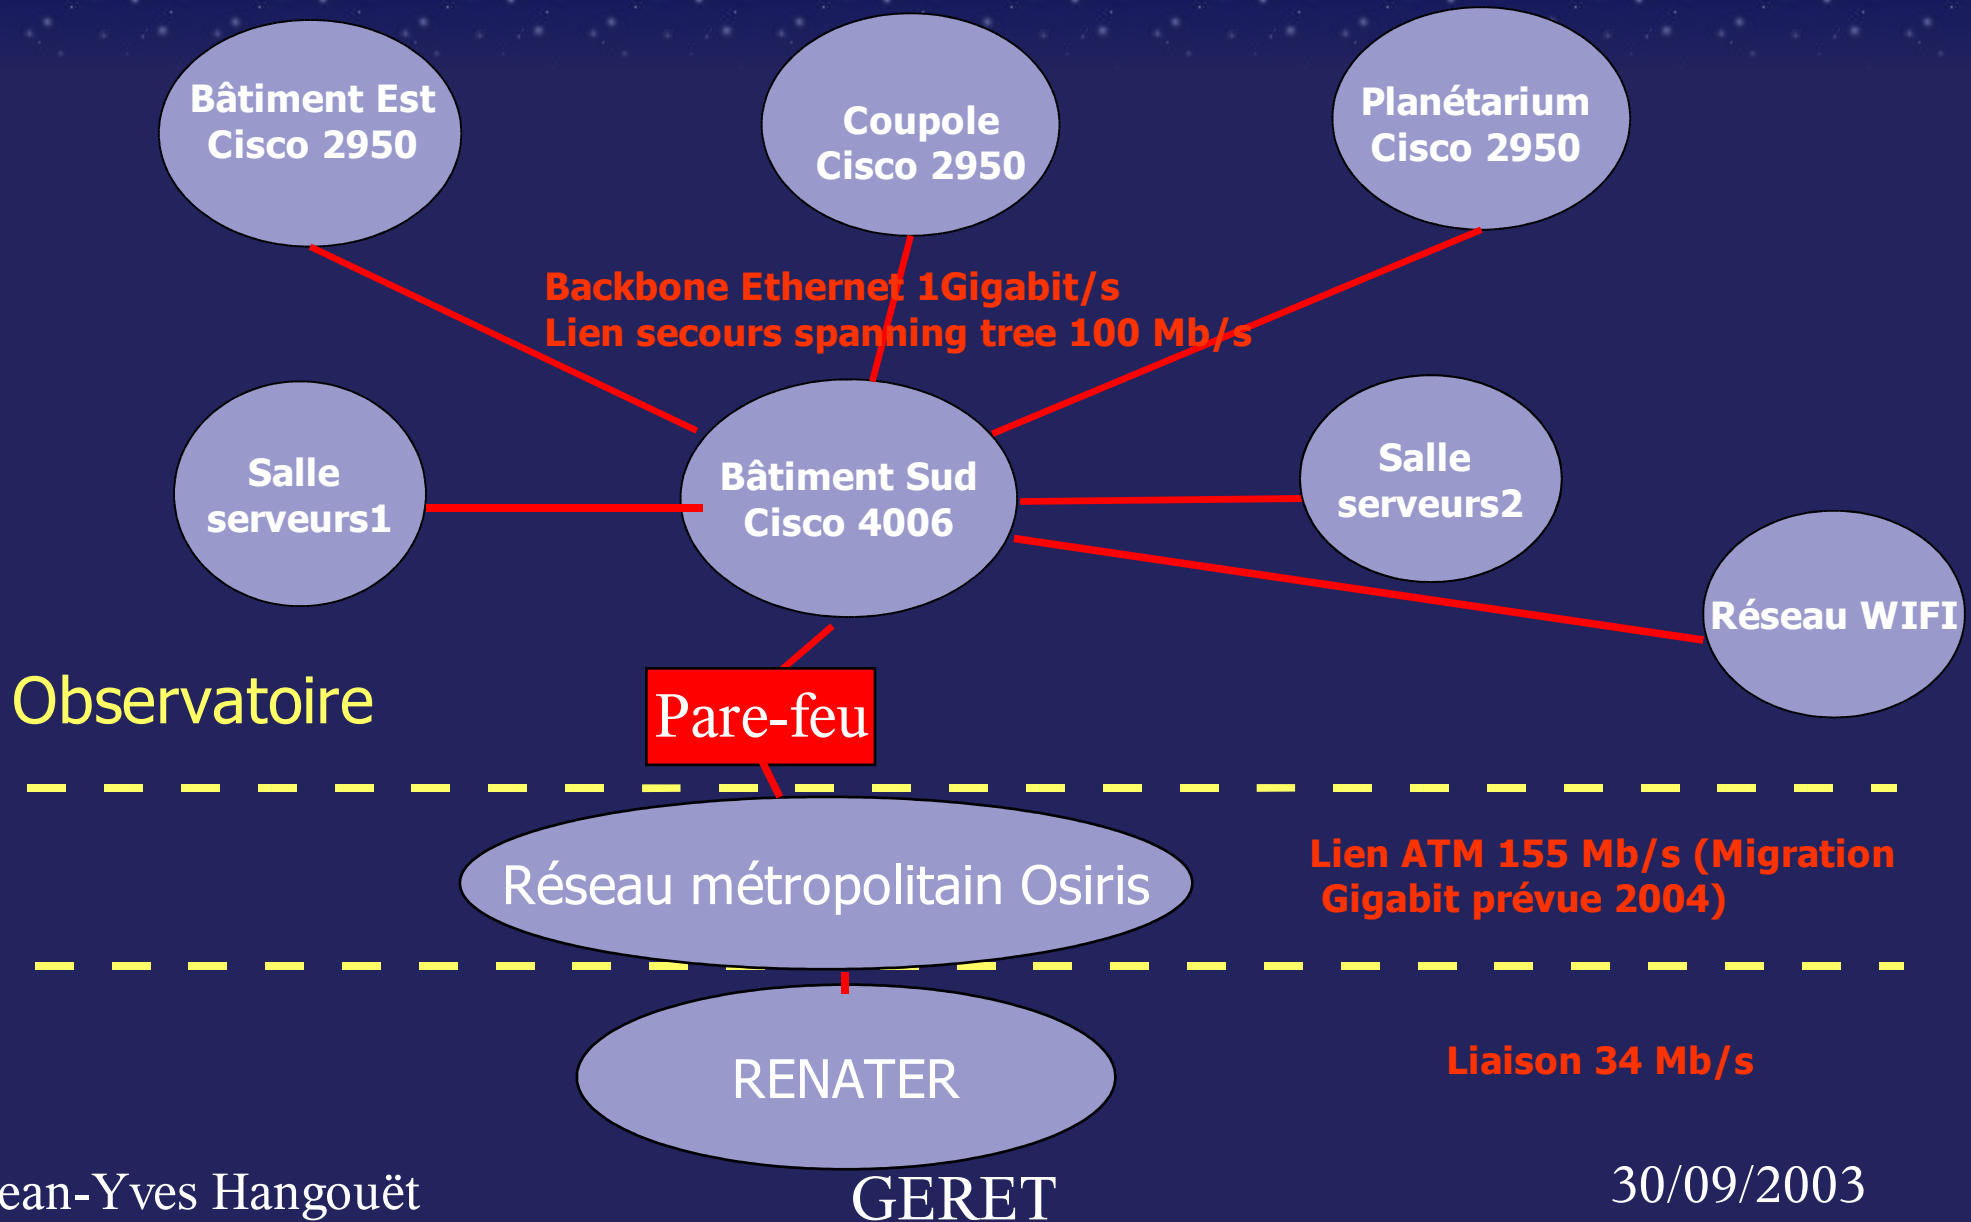 Bâtiment Est
Cisco 2950
Coupole
Cisco 2950
Planétarium
Cisco 2950
Backbone Ethernet 1Gigabit/s
Lien secours spanning tree 100 Mb/s
Salle
serveurs1
Bâtiment Sud
Cisco 4006
Salle
serveurs2
Réseau WIFI
Observatoire
Pare-feu
Réseau métropolitain Osiris
Lien ATM 155 Mb/s (Migration
Gigabit prévue 2004)
RENATER
Liaison 34 Mb/s
ean-Yves Hangouët
GERET
30/09/2003